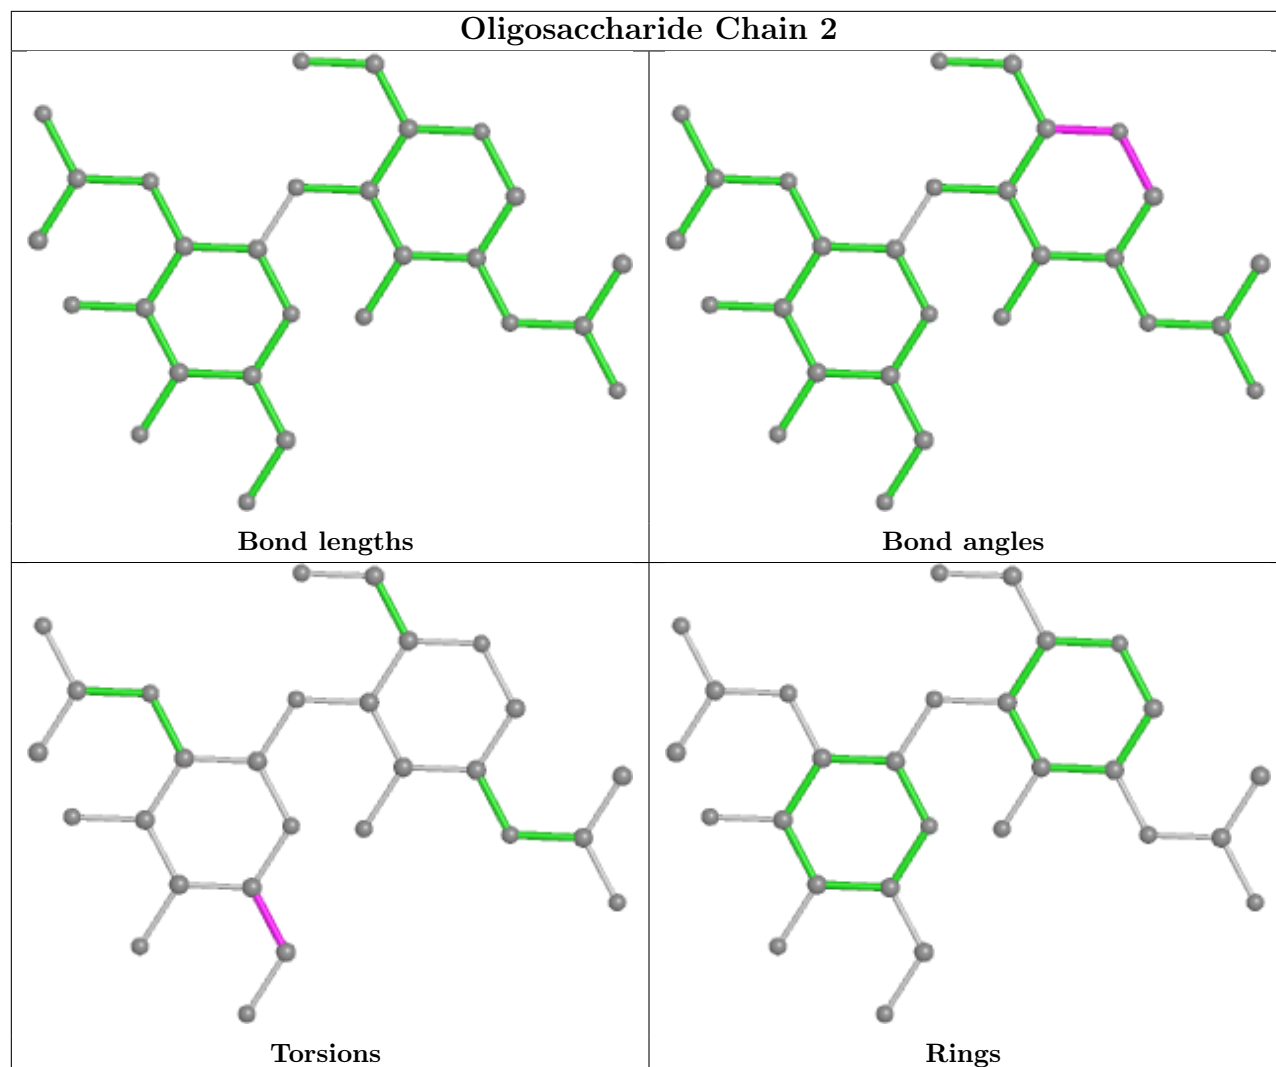 Oligosaccharide Chain 2
Bond lengths
Bond angles
Torsions
Rings